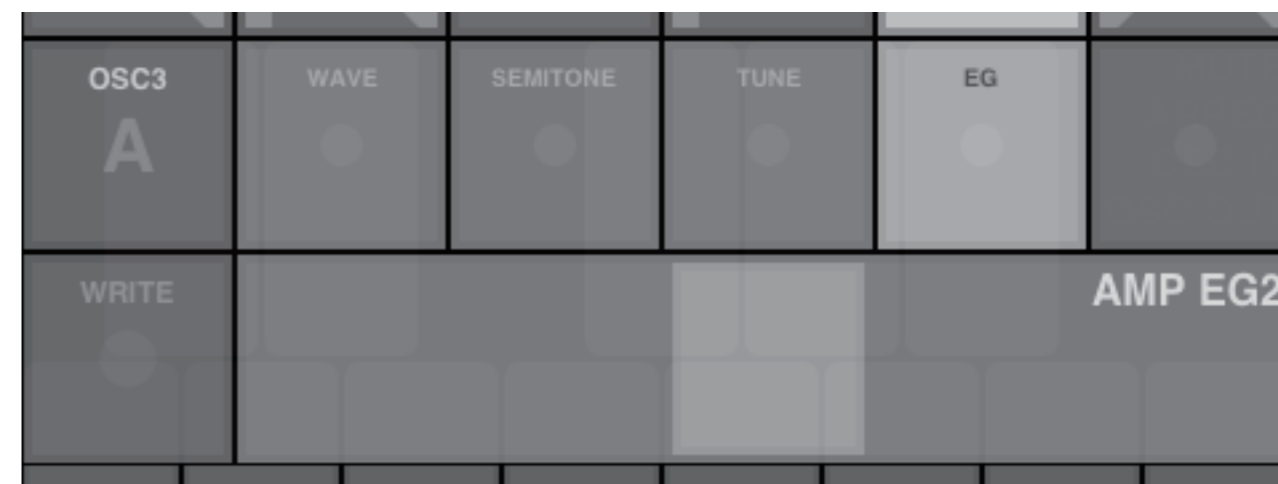 OSC3
A
WAVE
SEMITONE
TUNE
EG
WRITE
AMP EG2